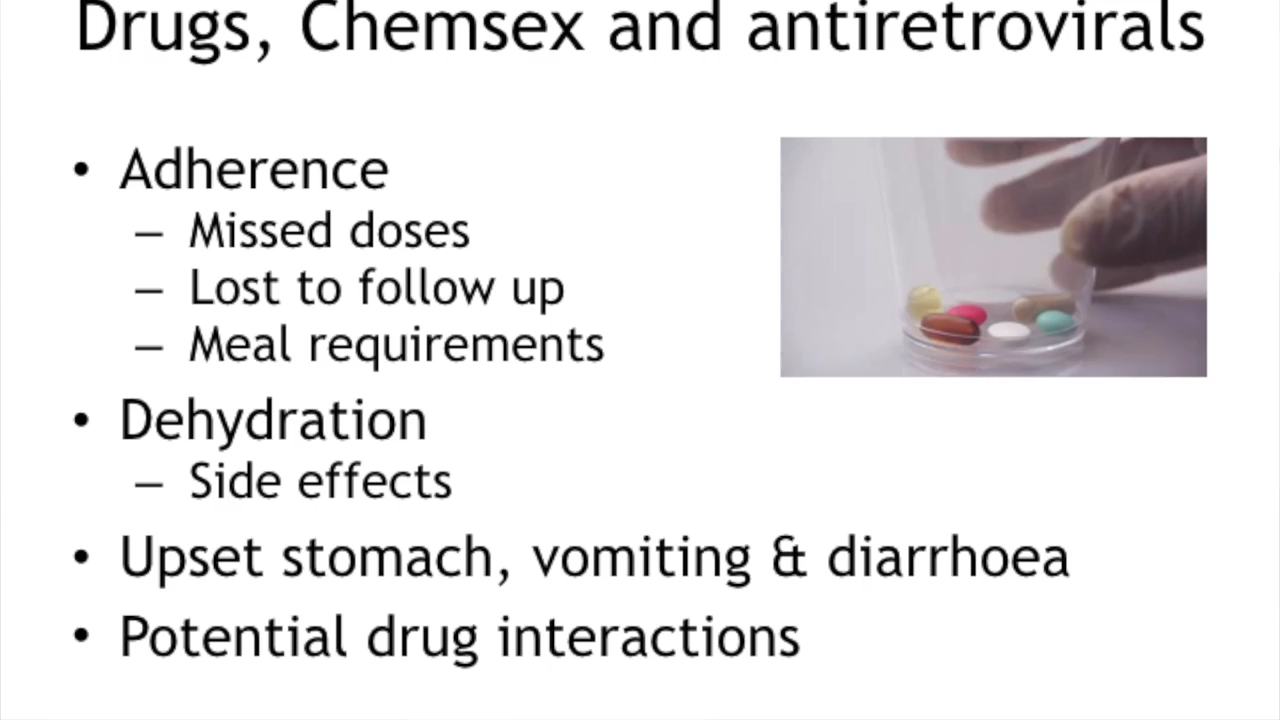 Drugs, Chemsex and antiretrovirals
• Adherence
– Missed doses
– Lost to follow up
– Meal requirements
• Dehydration
– Side effects
• Upset stomach, vomiting & diarrhoea
• Potential drug interactions